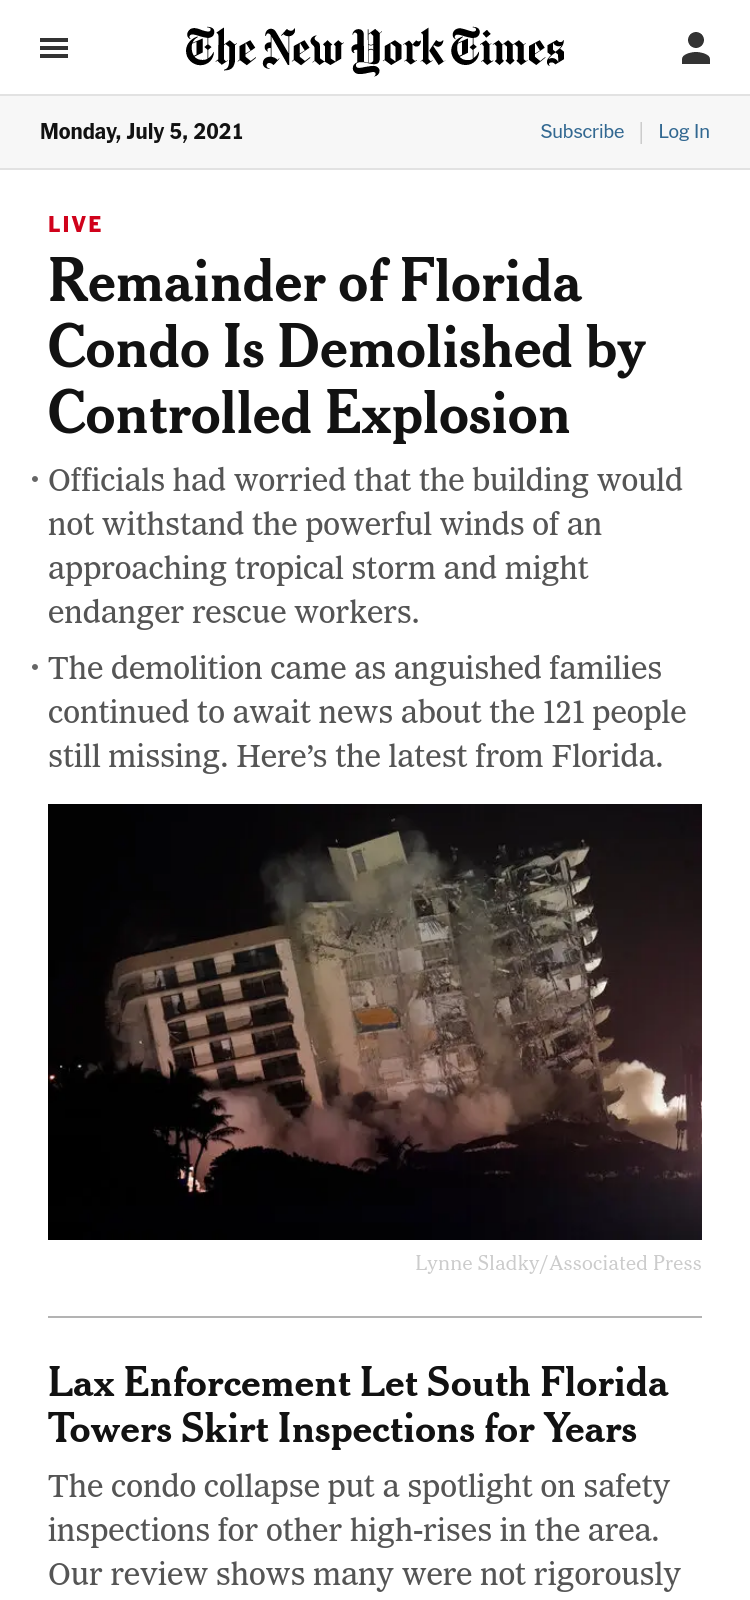 The New York Times
Monday, July 5, 2021
Subscribe | Log In
LIVE
Remainder of Florida
Condo Is Demolished by
Controlled Explosion
• Officials had worried that the building would
not withstand the powerful winds of an
approaching tropical storm and might
endanger rescue workers.
• The demolition came as anguished families
continued to await news about the 121 people
still missing. Here’s the latest from Florida.
Lynne Sladky/Associated Press
Lax Enforcement Let South Florida
Towers Skirt Inspections for Years
The condo collapse put a spotlight on safety
inspections for other high-rises in the area.
Our review shows many were not rigorously